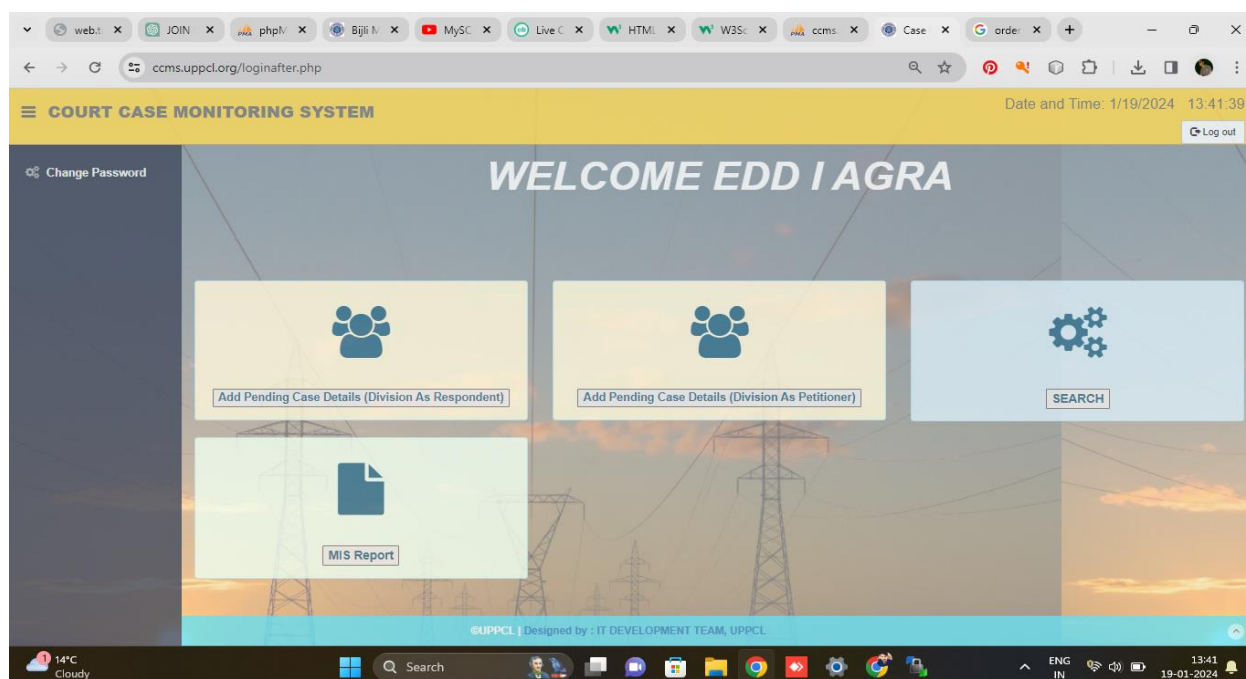 web.t
JOIN
phpM
Bijli M
MySC
Live C
HTML
W3Sc
ccms.
Case
order
ccms.uppcl.org/loginafter.php
COURT CASE MONITORING SYSTEM
Date and Time: 1/19/2024 13:41:39
Log out
Change Password
WELCOME EDD I AGRA
Add Pending Case Details (Division As Respondent)
Add Pending Case Details (Division As Petitioner)
SEARCH
MIS Report
©UPPCL | Designed by : IT DEVELOPMENT TEAM, UPPCL
1
14°C
Cloudy
Search
ENG
IN
13:41
19-01-2024